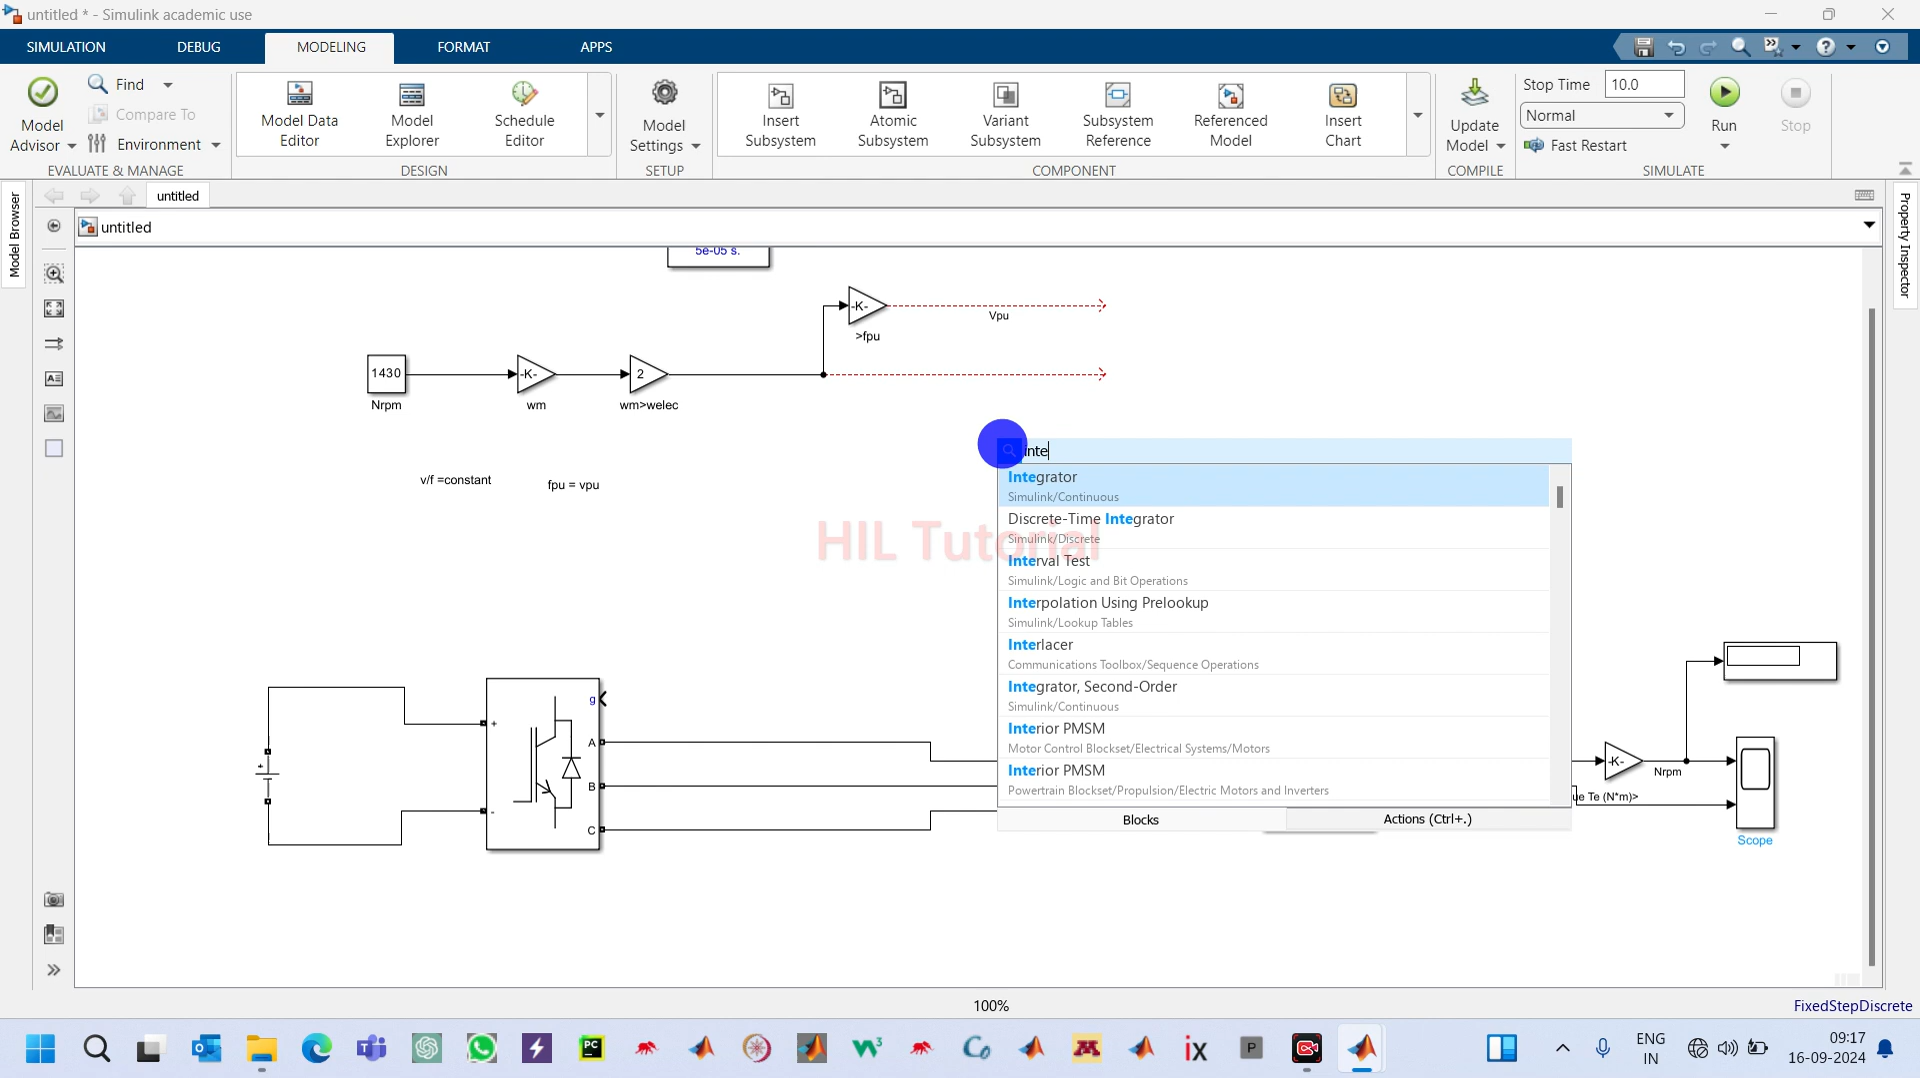 untitled * - Simulink academic use
SIMULATION DEBUG MODELING FORMAT APPS
Model Advisor
Find
Compare To
Environment
EVALUATE & MANAGE
Model Data Editor
Model Explorer
Schedule Editor
DESIGN
Model Settings
SETUP
Insert Subsystem
Atomic Subsystem
Variant Subsystem
Subsystem Reference
Referenced Model
Insert Chart
COMPONENT
Update Model
COMPILE
Stop Time 10.0
Normal
Fast Restart
Run
Stop
SIMULATE
Model Browser
untitled
untitled
Property Inspector
5e-05 s.
-K-
>fpu
Vpu
1430
Nrpm
-K-
wm
2
wm>welec
v/f =constant
fpu = vpu
HIL Tutorial
inte
Integrator
Simulink/Continuous
Discrete-Time Integrator
Simulink/Discrete
Interval Test
Simulink/Logic and Bit Operations
Interpolation Using Prelookup
Simulink/Lookup Tables
Interlacer
Communications Toolbox/Sequence Operations
Integrator, Second-Order
Simulink/Continuous
Interior PMSM
Motor Control Blockset/Electrical Systems/Motors
Interior PMSM
Powertrain Blockset/Propulsion/Electric Motors and Inverters
Blocks
Actions (Ctrl+.)
+
+
-
g
A
B
C
-K-
Nrpm
ue Te (N*m)>
Scope
100%
FixedStepDiscrete
PC
W3
Co
M
ix
P
ENG
IN
09:17
16-09-2024